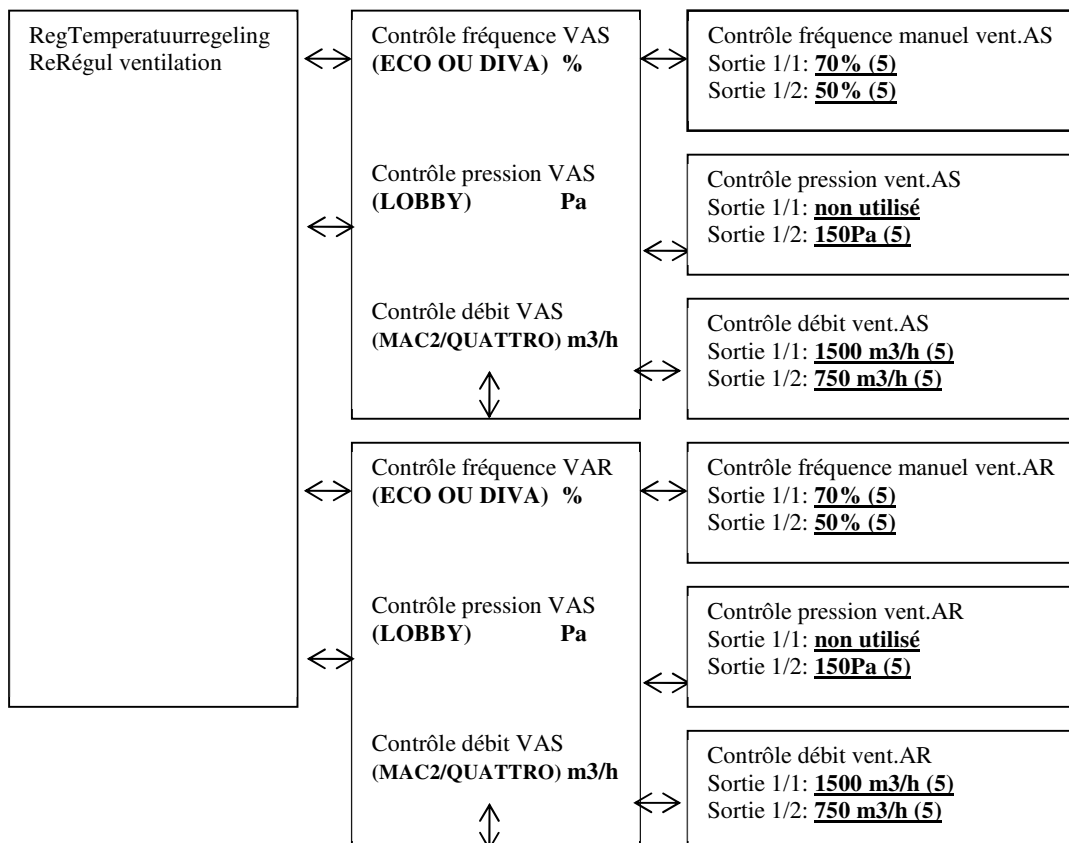 RegTemperatuurregeling
ReRégul ventilation
Contrôle fréquence VAS
(ECO OU DIVA) %
Contrôle pression VAS
(LOBBY) Pa
Contrôle débit VAS
(MAC2/QUATTRO) m3/h
Contrôle fréquence manuel vent.AS
Sortie 1/1: 70% (5)
Sortie 1/2: 50% (5)
Contrôle pression vent.AS
Sortie 1/1: non utilisé
Sortie 1/2: 150Pa (5)
Contrôle débit vent.AS
Sortie 1/1: 1500 m3/h (5)
Sortie 1/2: 750 m3/h (5)
Contrôle fréquence VAR
(ECO OU DIVA) %
Contrôle pression VAS
(LOBBY) Pa
Contrôle débit VAS
(MAC2/QUATTRO) m3/h
Contrôle fréquence manuel vent.AR
Sortie 1/1: 70% (5)
Sortie 1/2: 50% (5)
Contrôle pression vent.AR
Sortie 1/1: non utilisé
Sortie 1/2: 150Pa (5)
Contrôle débit vent.AR
Sortie 1/1: 1500 m3/h (5)
Sortie 1/2: 750 m3/h (5)